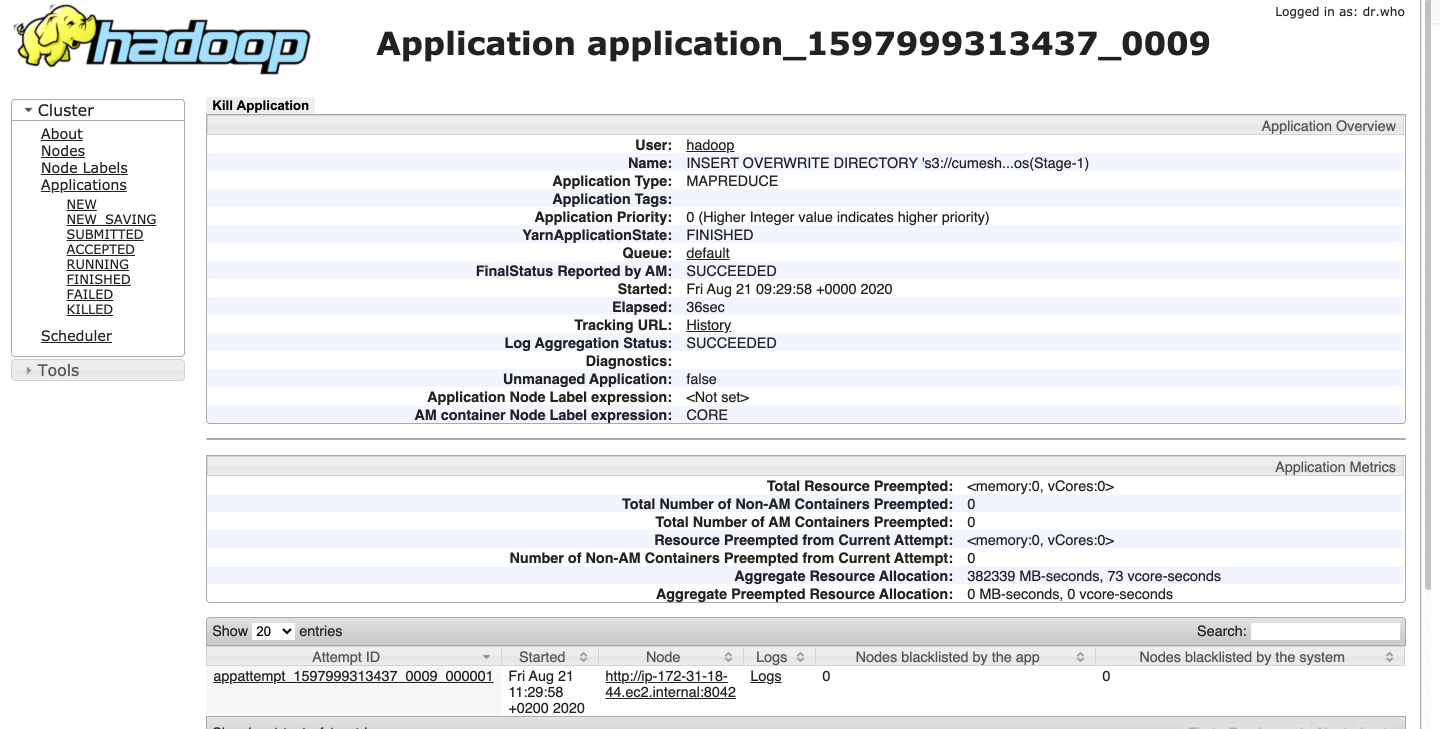 Logged in as: dr.who
hadoop
Application application_1597999313437_0009
Cluster
About
Nodes
Node Labels
Applications
NEW
NEW_SAVING
SUBMITTED
ACCEPTED
RUNNING
FINISHED
FAILED
KILLED
Scheduler
Tools
Kill Application
Application Overview
User: hadoop
Name: INSERT OVERWRITE DIRECTORY 's3://cumesh...os(Stage-1)
Application Type: MAPREDUCE
Application Tags:
Application Priority: 0 (Higher Integer value indicates higher priority)
YarnApplicationState: FINISHED
Queue: default
FinalStatus Reported by AM: SUCCEEDED
Started: Fri Aug 21 09:29:58 +0000 2020
Elapsed: 36sec
Tracking URL: History
Log Aggregation Status: SUCCEEDED
Diagnostics:
Unmanaged Application: false
Application Node Label expression: <Not set>
AM container Node Label expression: CORE
Application Metrics
Total Resource Preempted: <memory:0, vCores:0>
Total Number of Non-AM Containers Preempted: 0
Total Number of AM Containers Preempted: 0
Resource Preempted from Current Attempt: <memory:0, vCores:0>
Number of Non-AM Containers Preempted from Current Attempt: 0
Aggregate Resource Allocation: 382339 MB-seconds, 73 vcore-seconds
Aggregate Preempted Resource Allocation: 0 MB-seconds, 0 vcore-seconds
Show 20 entries Search:
Attempt ID Started Node Logs Nodes blacklisted by the app Nodes blacklisted by the system
appattempt_1597999313437_0009_000001 Fri Aug 21 http://ip-172-31-18- Logs 0 0
11:29:58 44.ec2.internal:8042
+0200 2020